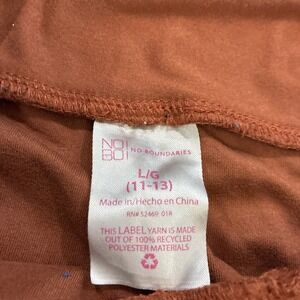 NO!
BO!
NO BOUNDARIES
L/G
(11-13)
Made in/Hecho en China
RN# 52469 01R
THIS LABEL YARN IS MADE
OUT OF 100% RECYCLED
POLYESTER MATERIALS